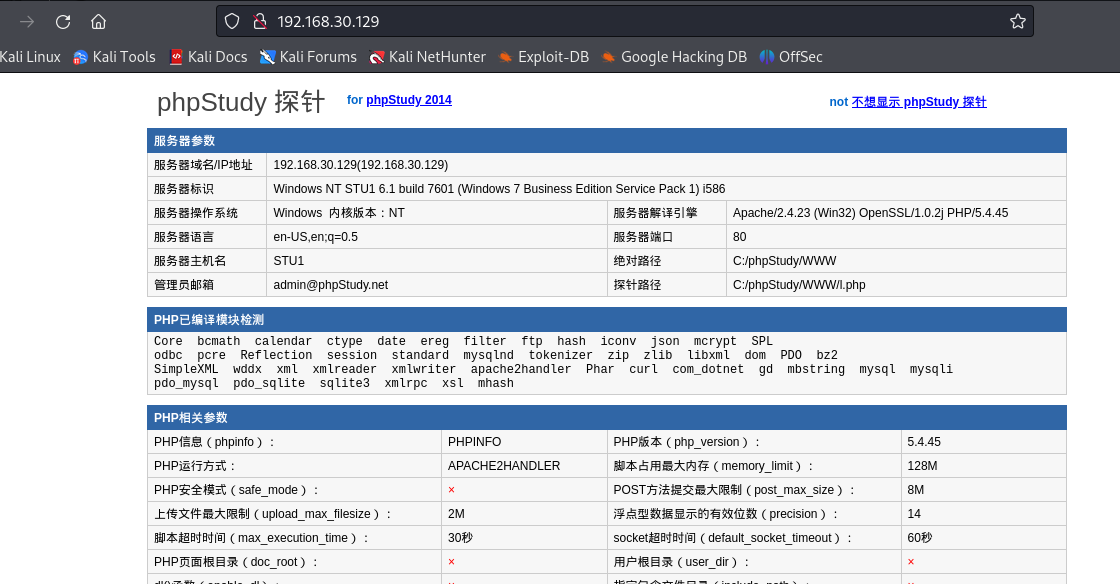 192.168.30.129
Kali Linux Kali Tools Kali Docs Kali Forums Kali NetHunter Exploit-DB Google Hacking DB OffSec
phpStudy 探针 for phpStudy 2014 not 不想显示 phpStudy 探针
服务器参数
服务器域名/IP地址 192.168.30.129(192.168.30.129)
服务器标识 Windows NT STU1 6.1 build 7601 (Windows 7 Business Edition Service Pack 1) i586
服务器操作系统 Windows 内核版本：NT 服务器解译引擎 Apache/2.4.23 (Win32) OpenSSL/1.0.2j PHP/5.4.45
服务器语言 en-US,en;q=0.5 服务器端口 80
服务器主机名 STU1 绝对路径 C:/phpStudy/WWW
管理员邮箱 admin@phpStudy.net 探针路径 C:/phpStudy/WWW/l.php
PHP已编译模块检测
Core bcmath calendar ctype date ereg filter ftp hash iconv json mcrypt SPL
odbc pcre Reflection session standard mysqlnd tokenizer zip zlib libxml dom PDO bz2
SimpleXML wddx xml xmlreader xmlwriter apache2handler Phar curl com_dotnet gd mbstring mysql mysqli
pdo_mysql pdo_sqlite sqlite3 xmlrpc xsl mhash
PHP相关参数
PHP信息（phpinfo）： PHPINFO PHP版本（php_version）： 5.4.45
PHP运行方式： APACHE2HANDLER 脚本占用最大内存（memory_limit）： 128M
PHP安全模式（safe_mode）： × POST方法提交最大限制（post_max_size）： 8M
上传文件最大限制（upload_max_filesize）： 2M 浮点型数据显示的有效位数（precision）： 14
脚本超时时间（max_execution_time）： 30秒 socket超时时间（default_socket_timeout）： 60秒
PHP页面根目录（doc_root）： × 用户根目录（user_dir）： ×